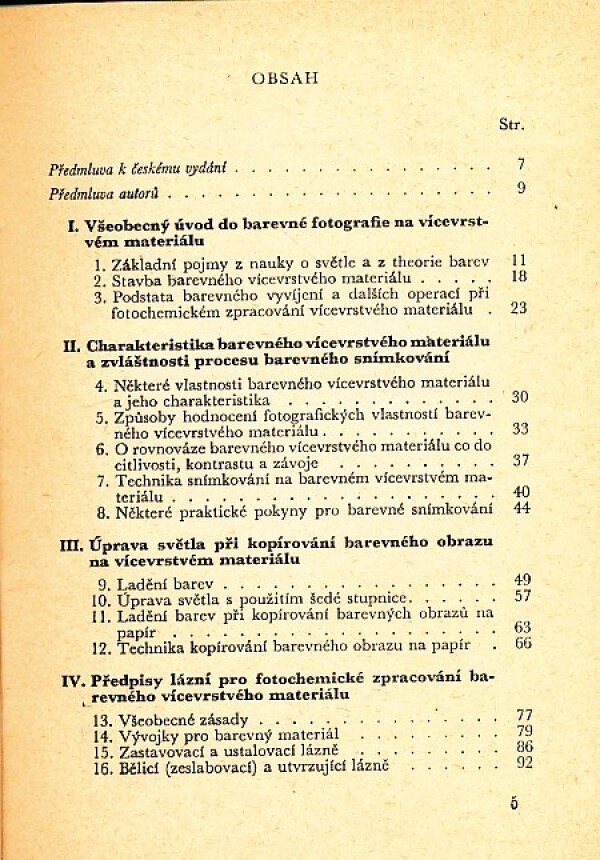 OBSAH
Str.
Předmluva k českému vydání . . . . . . . . . . . . . . . . 7
Předmluva autorů . . . . . . . . . . . . . . . . . . . . 9
I. Všeobecný úvod do barevné fotografie na vícevrst-
vém materiálu
1. Základní pojmy z nauky o světle a z theorie barev 11
2. Stavba barevného vícevrstvého materiálu . . . . . 18
3. Podstata barevného vyvíjení a dalších operací při
fotochemickém zpracování vícevrstvého materiálu . 23
II. Charakteristika barevného vícevrstvého materiálu
a zvláštnosti procesu barevného snímkování
4. Některé vlastnosti barevného vícevrstvého materiálu
a jeho charakteristika . . . . . . . . . . . . 30
5. Způsoby hodnocení fotografických vlastností barev-
ného vícevrstvého materiálu . . . . . . . . . . 33
6. O rovnováze barevného vícevrstvého materiálu co do
citlivosti, kontrastu a závoje . . . . . . . . . . 37
7. Technika snímkování na barevném vícevrstvém ma-
teriálu . . . . . . . . . . . . . . . . . . . 40
8. Některé praktické pokyny pro barevné snímkování 44
III. Úprava světla při kopírování barevného obrazu
na vícevrstvém materiálu
9. Ladění barev . . . . . . . . . . . . . . . . . 49
10. Úprava světla s použitím šedé stupnice . . . . . . 57
11. Ladění barev při kopírování barevných obrazů na
papír . . . . . . . . . . . . . . . . . . . . 63
12. Technika kopírování barevného obrazu na papír . 66
IV. Předpisy lázní pro fotochemické zpracování ba-
revného vícevrstvého materiálu
13. Všeobecné zásady . . . . . . . . . . . . . . . 77
14. Vývojky pro barevný materiál . . . . . . . . . 79
15. Zastavovací a ustalovací lázně . . . . . . . . . 86
16. Bělicí (zeslabovací) a utvrzující lázně . . . . . . 92
5